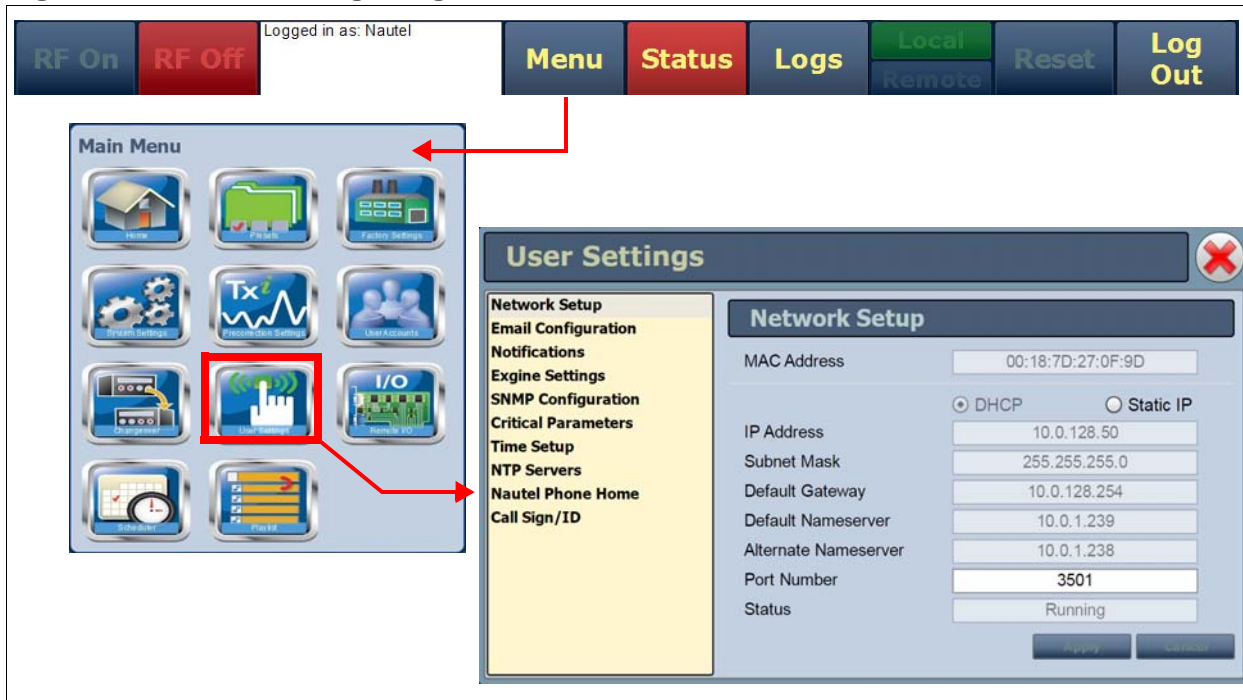 RF On
RF Off
Logged in as: Nautel
Menu
Status
Logs
Local
Remote
Reset
Log
Out
Main Menu
Home
Presets
Factory Settings
System Settings
Tx i
Precorrection Settings
User Accounts
Changeover
User Settings
I/O
Remote I/O
Scheduler
Playlist
User Settings
Network Setup
Email Configuration
Notifications
Exgine Settings
SNMP Configuration
Critical Parameters
Time Setup
NTP Servers
Nautel Phone Home
Call Sign/ID
Network Setup
MAC Address 00:18:7D:27:0F:9D
DHCP Static IP
IP Address 10.0.128.50
Subnet Mask 255.255.255.0
Default Gateway 10.0.128.254
Default Nameserver 10.0.1.239
Alternate Nameserver 10.0.1.238
Port Number 3501
Status Running
Apply Cancel